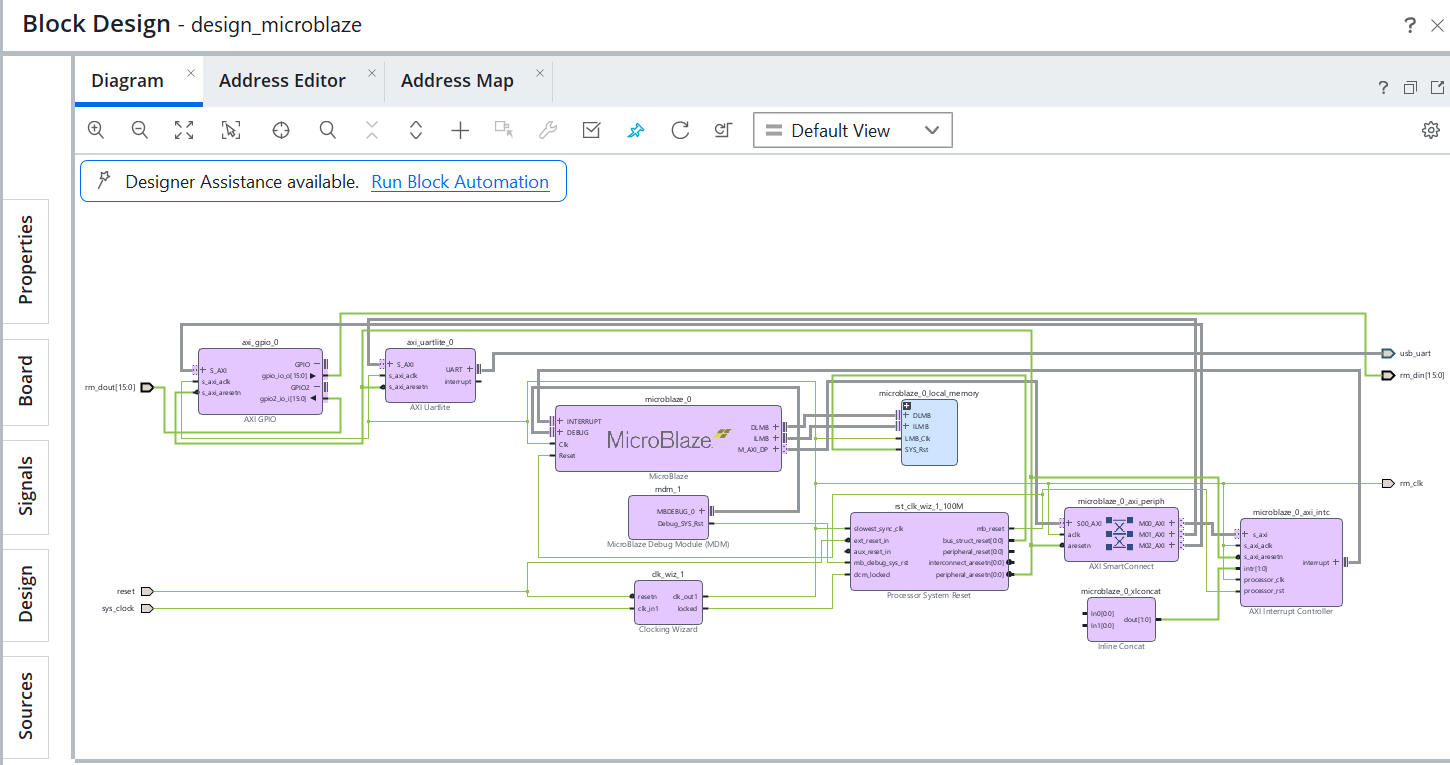 Block Design - design_microblaze
?
Diagram
Address Editor
Address Map
?
Default View
Designer Assistance available. Run Block Automation
Properties
Board
Signals
Design
Sources
axi_gpio_0
S_AXI
s_axi_aclk
s_axi_aresetn
GPIO
gpio_io_o[15:0]
GPIO2
gpio2_io_i[15:0]
AXI GPIO
rm_dout[15:0]
axi_uartlite_0
S_AXI
s_axi_aclk
s_axi_aresetn
UART
interrupt
AXI Uartlite
usb_uart
rm_din[15:0]
microblaze_0
INTERRUPT
DEBUG
Clk
Reset
MicroBlaze
DLMB
ILMB
M_AXI_DP
MicroBlaze
microblaze_0_local_memory
DLMB
ILMB
LMB_Clk
SYS_Rst
mdm_1
MBDEBUG_0
Debug_SYS_Rst
MicroBlaze Debug Module (MDM)
rm_clk
rst_clk_wiz_1_100M
slowest_sync_clk
ext_reset_in
aux_reset_in
mb_debug_sys_rst
dcm_locked
mb_reset
bus_struct_reset[0:0]
peripheral_reset[0:0]
interconnect_aresetn[0:0]
peripheral_aresetn[0:0]
Processor System Reset
microblaze_0_axi_periph
S00_AXI
aclk
aresetn
M00_AXI
M01_AXI
M02_AXI
AXI SmartConnect
microblaze_0_axi_intc
s_axi
s_axi_aclk
s_axi_aresetn
intr[1:0]
processor_clk
processor_rst
interrupt
AXI Interrupt Controller
reset
sys_clock
clk_wiz_1
resetn
clk_in1
clk_out1
locked
Clocking Wizard
microblaze_0_xlconcat
In0[0:0]
In1[0:0]
dout[1:0]
Inline Concat